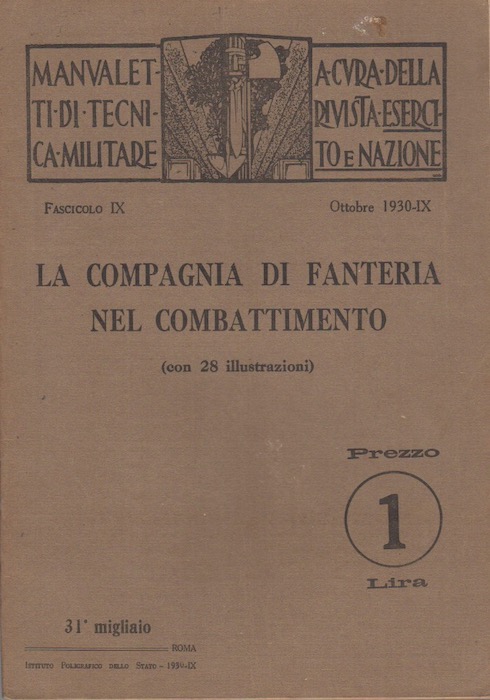 MANVALET-
TI·DI·TECNI-
CA·MILITARE
A·CVRA·DELLA
RIVISTA·ESERCI-
TO E NAZIONE
FASCICOLO IX
Ottobre 1930-IX
LA COMPAGNIA DI FANTERIA
NEL COMBATTIMENTO
(con 28 illustrazioni)
Prezzo
1
Lira
31° migliaio
ROMA
ISTITUTO POLIGRAFICO DELLO STATO - 1930-IX